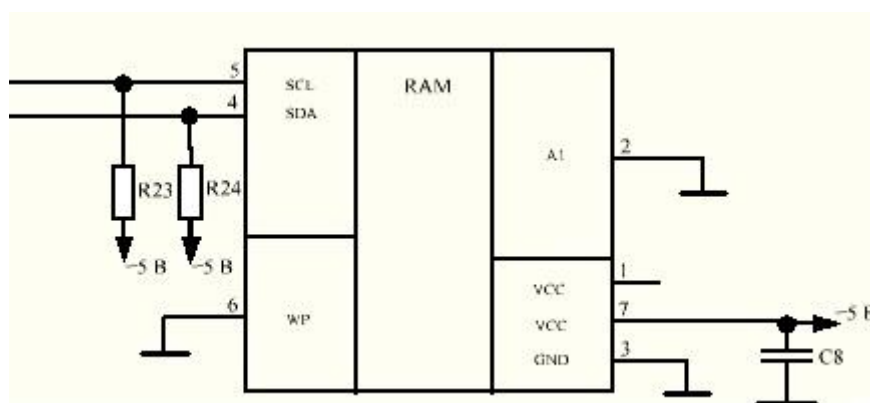 5 SCL RAM
4 SDA
A1 2
R23 R24
−5 В −5 В
VCC 1
6 WP
VCC 7 −5 В
GND 3
C8